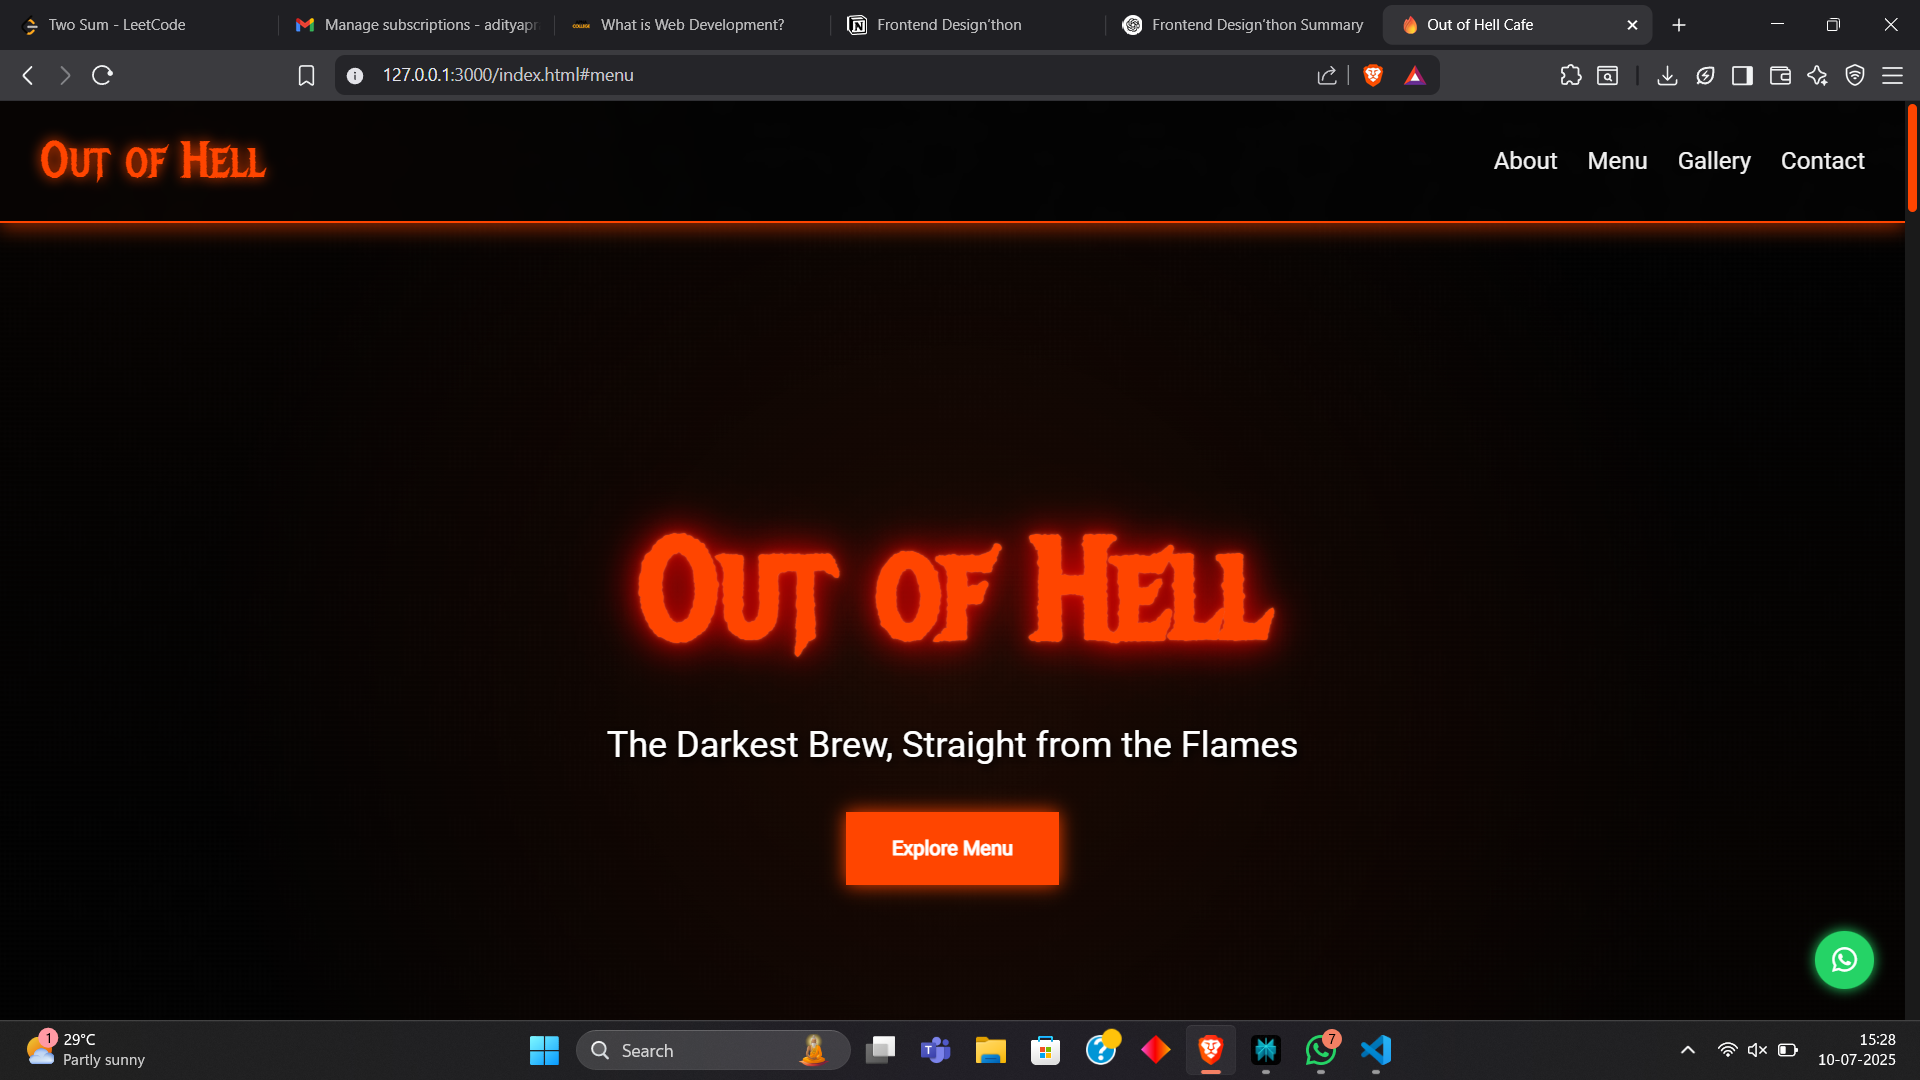 Two Sum - LeetCode
Manage subscriptions - adityapr
What is Web Development?
Frontend Design'thon
Frontend Design'thon Summary
Out of Hell Cafe
127.0.0.1:3000/index.html#menu
Out of Hell
About
Menu
Gallery
Contact
Out of Hell
The Darkest Brew, Straight from the Flames
Explore Menu
1
29°C
Partly sunny
Search
7
15:28
10-07-2025